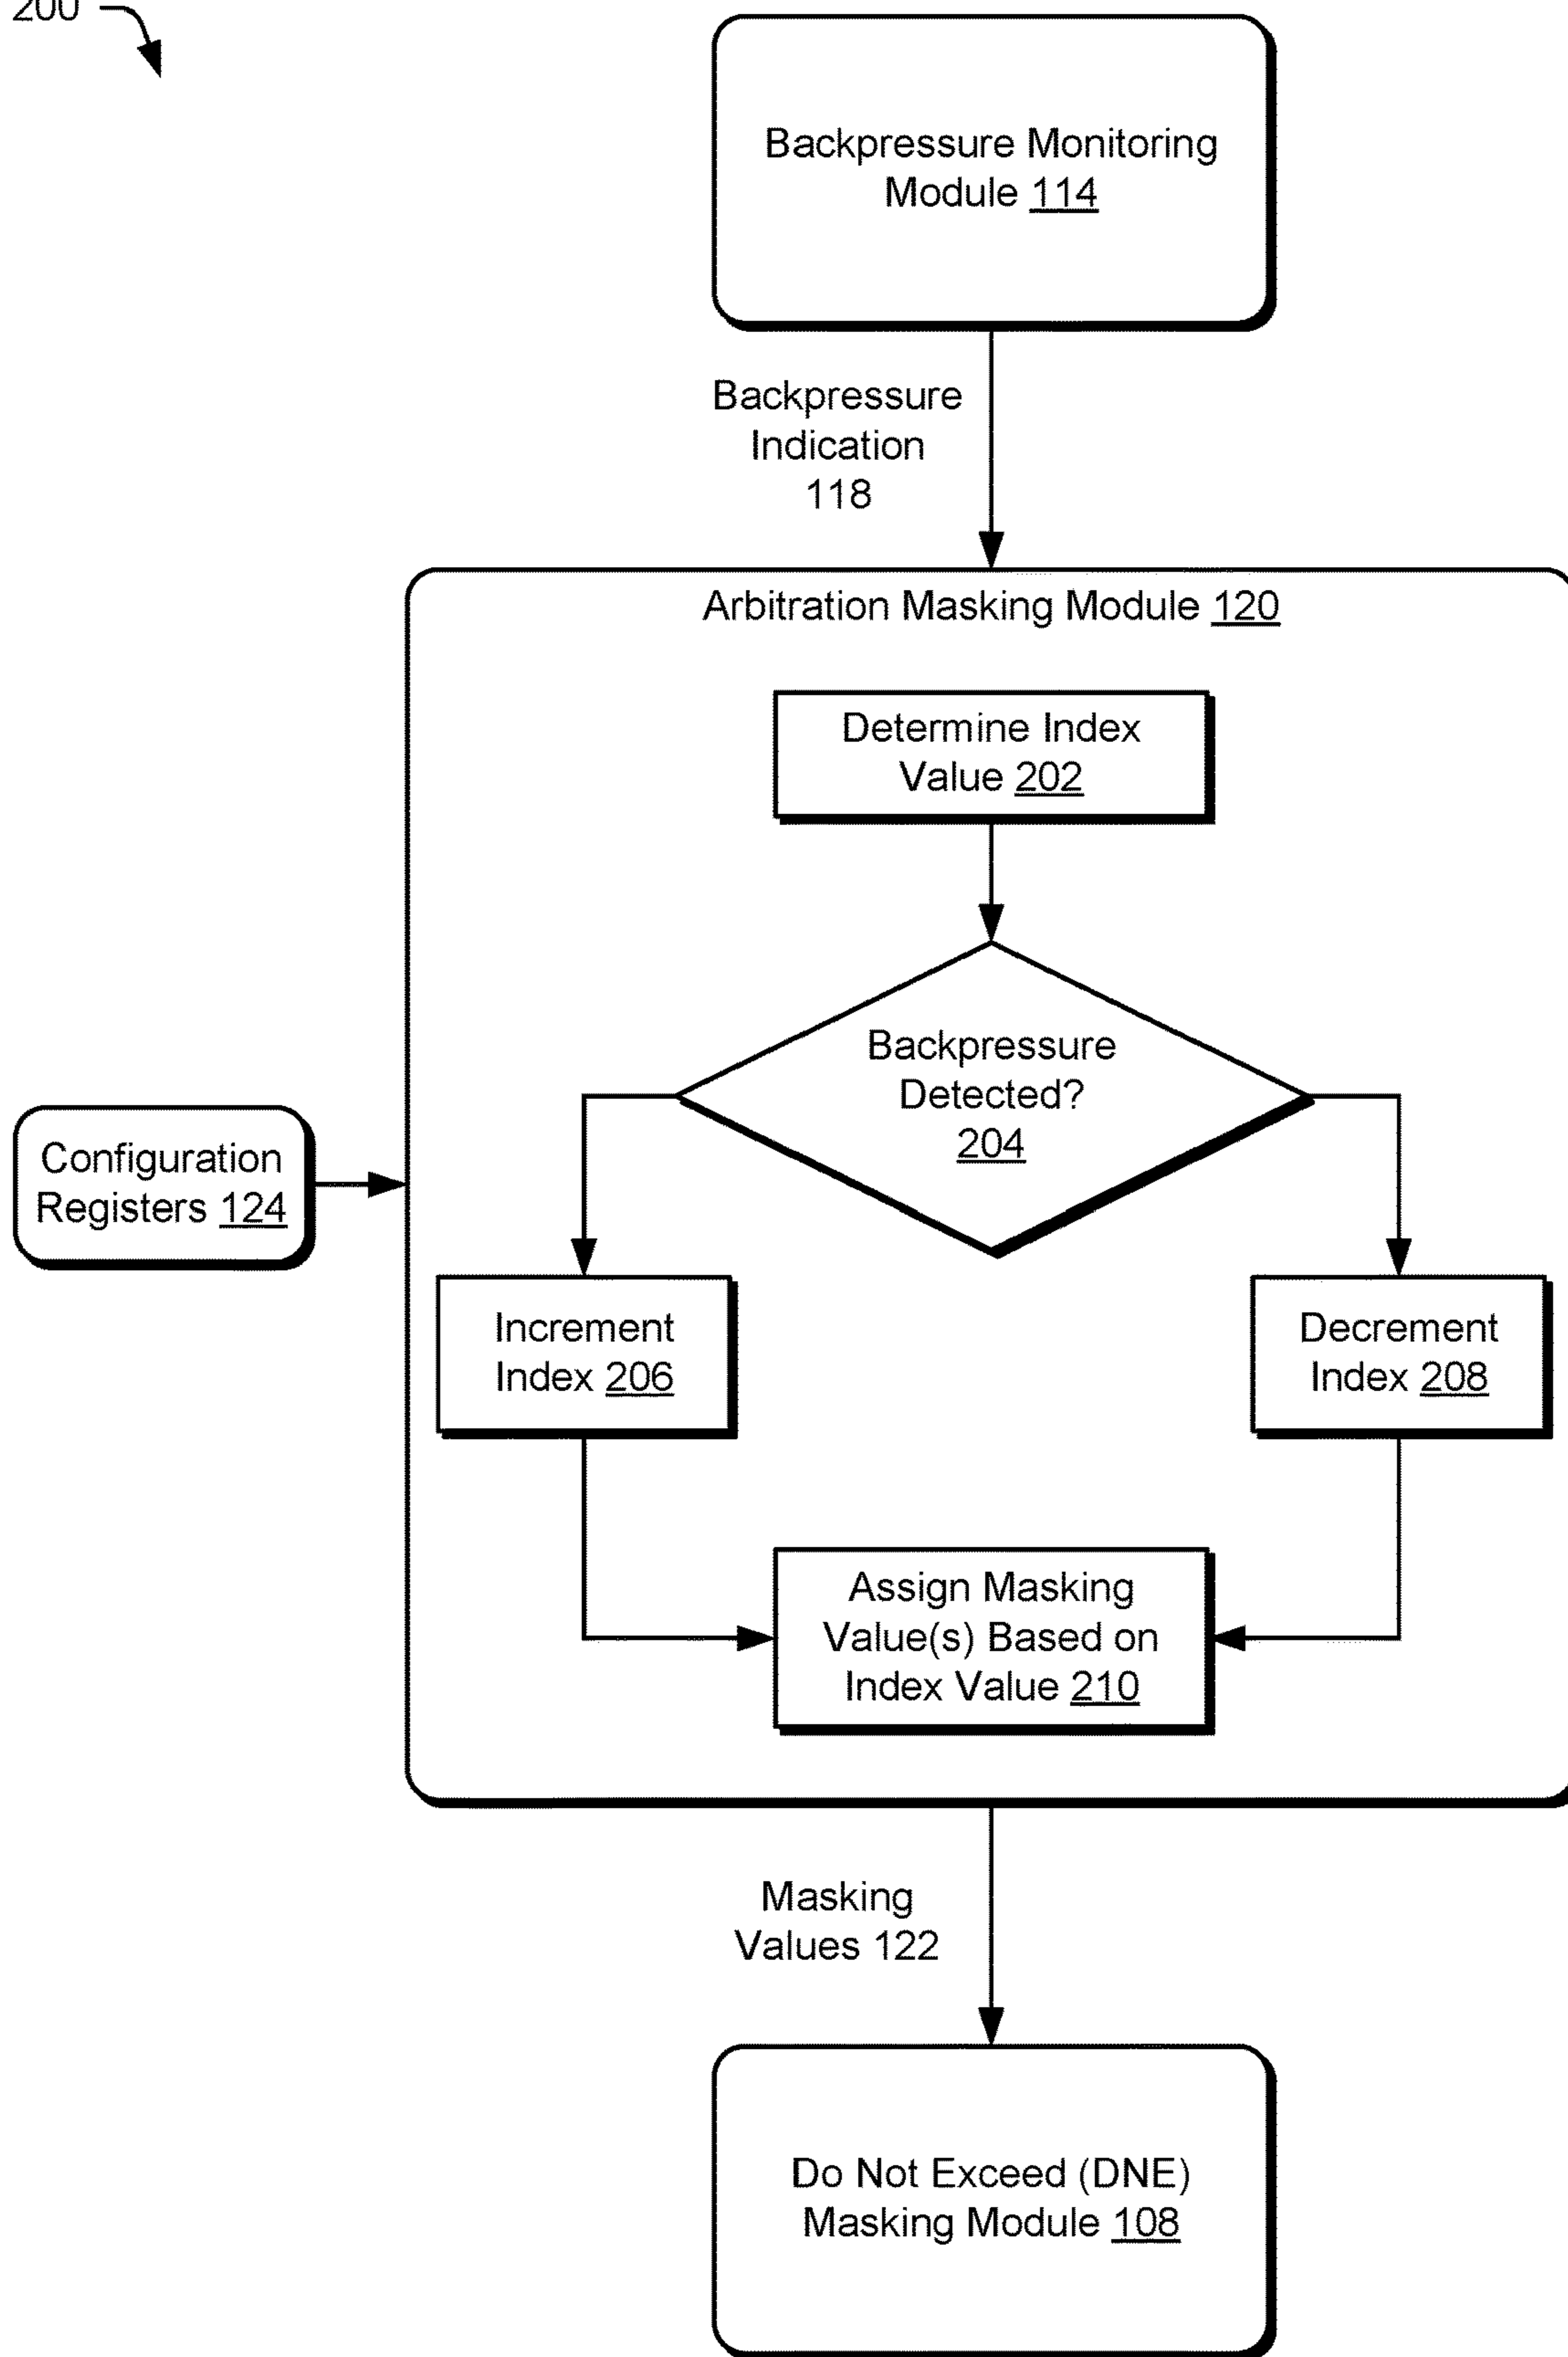 200
Backpressure Monitoring
Module 114
Backpressure
Indication
118
Arbitration Masking Module 120
Determine Index
Value 202
Backpressure
Detected?
204
Configuration
Registers 124
Increment
Index 206
Decrement
Index 208
Assign Masking
Value(s) Based on
Index Value 210
Masking
Values 122
Do Not Exceed (DNE)
Masking Module 108